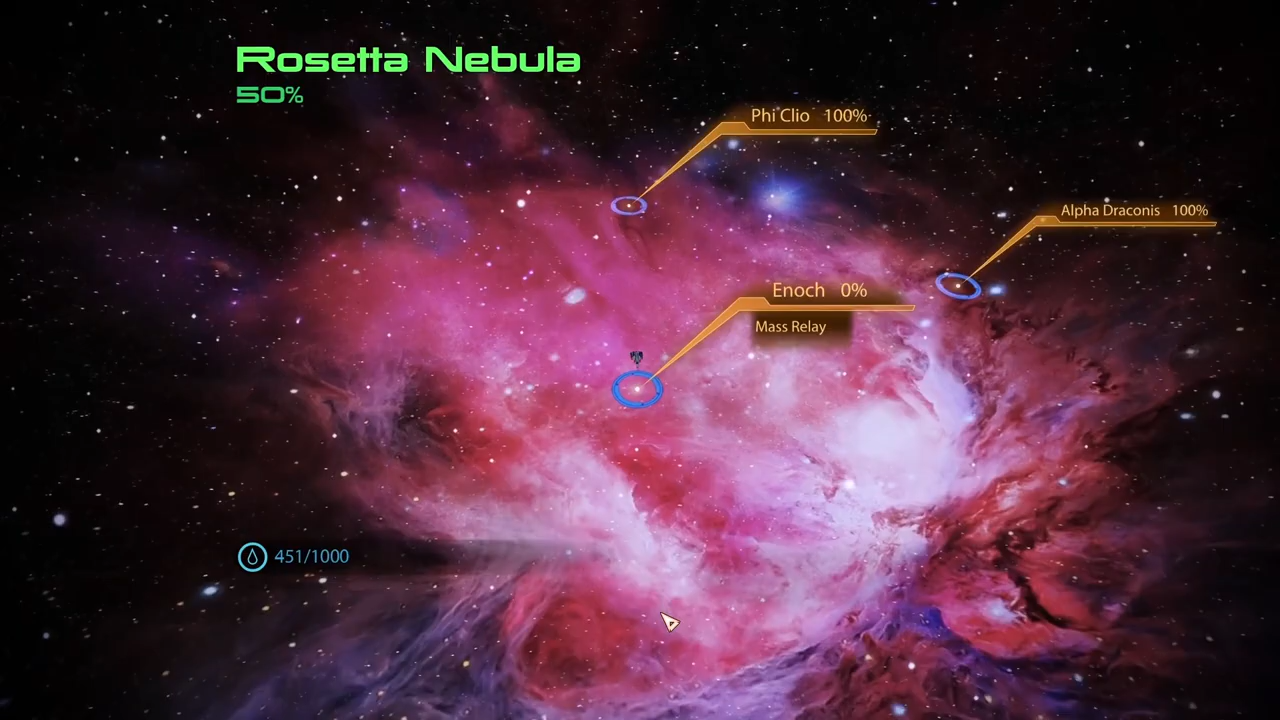 Rosetta Nebula
50%
Phi Clio 100%
Alpha Draconis 100%
Enoch 0%
Mass Relay
451/1000